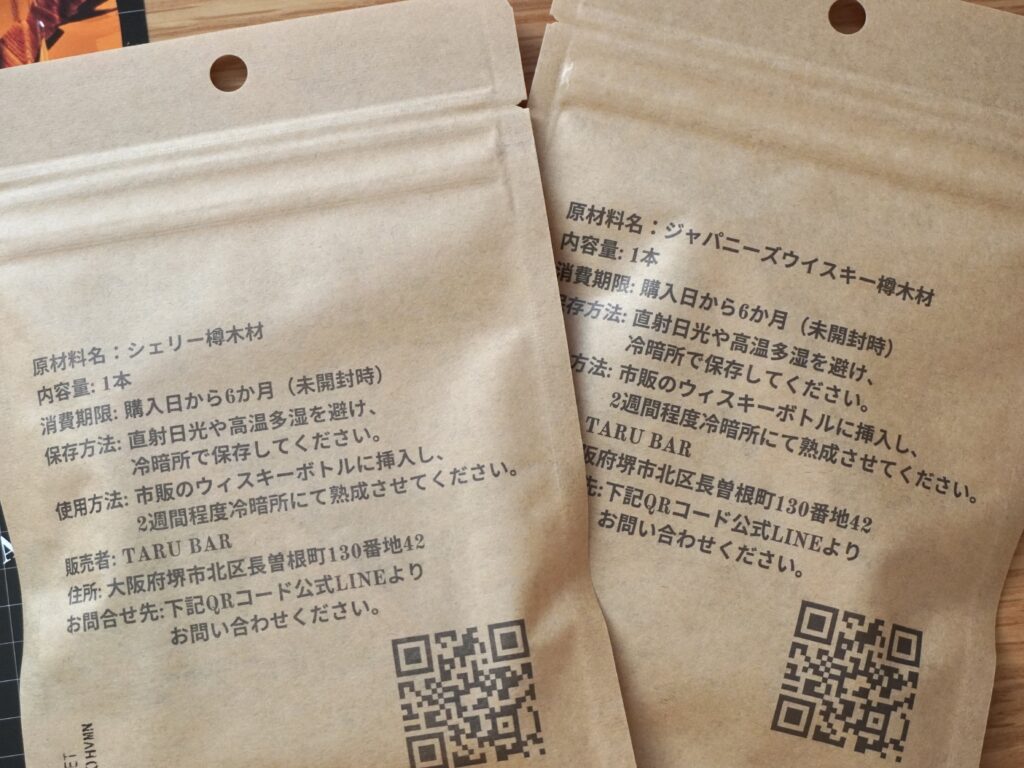 原材料名：シェリー樽木材
内容量: 1本
消費期限: 購入日から6か月（未開封時）
保存方法: 直射日光や高温多湿を避け、
冷暗所で保存してください。
使用方法: 市販のウィスキーボトルに挿入し、
2週間程度冷暗所にて熟成させてください。
販売者: TARU BAR
住所: 大阪府堺市北区長曽根町130番地42
お問合せ先:下記QRコード公式LINEより
お問い合わせください。
原材料名：ジャパニーズウイスキー樽木材
内容量: 1本
消費期限: 購入日から6か月（未開封時）
保存方法: 直射日光や高温多湿を避け、
冷暗所で保存してください。
方法: 市販のウィスキーボトルに挿入し、
2週間程度冷暗所にて熟成させてください。
TARU BAR
阪府堺市北区長曽根町130番地42
先:下記QRコード公式LINEより
お問い合わせください。